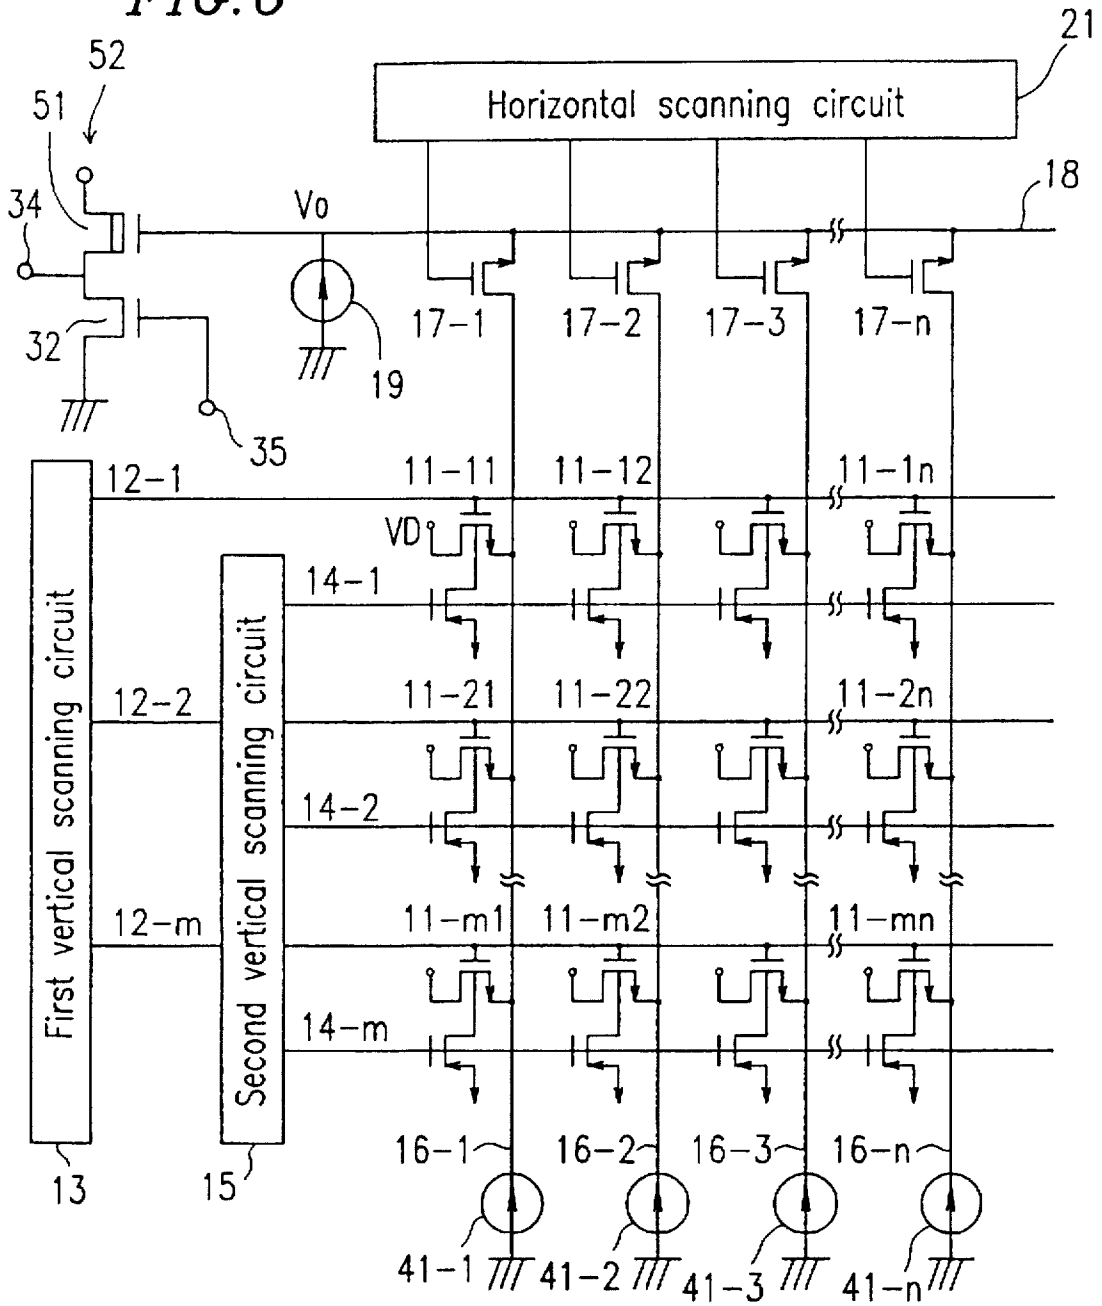 FIG.
52
21
51
Horizontal scanning circuit
34
Vo
18
17-1 17-2 17-3 17-n
32
19
35
12-1 11-11 11-12 11-1n
VD
14-1
12-2 11-21 11-22 11-2n
14-2
12-m 11-m1 11-m2 11-mn
14-m
First vertical scanning circuit
Second vertical scanning circuit
16-1 16-2 16-3 16-n
13
15
41-1 41-2 41-3 41-n